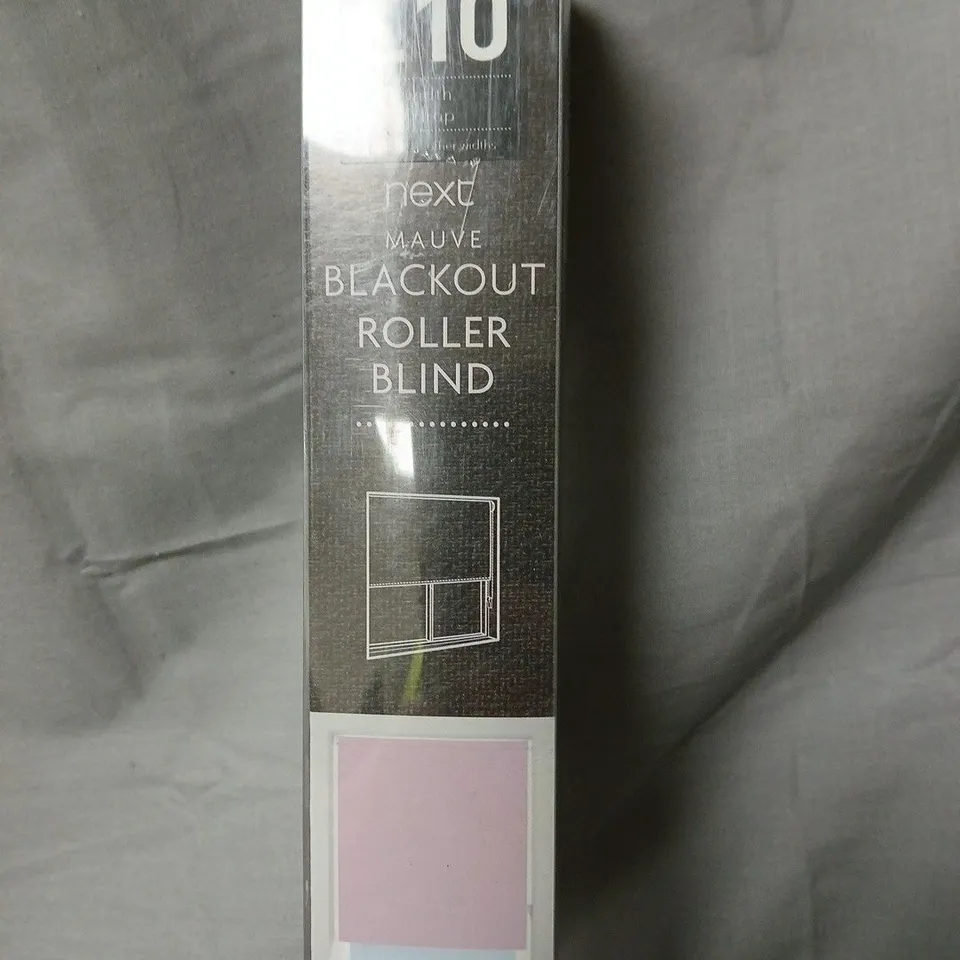 10
next
MAUVE
BLACKOUT
ROLLER
BLIND